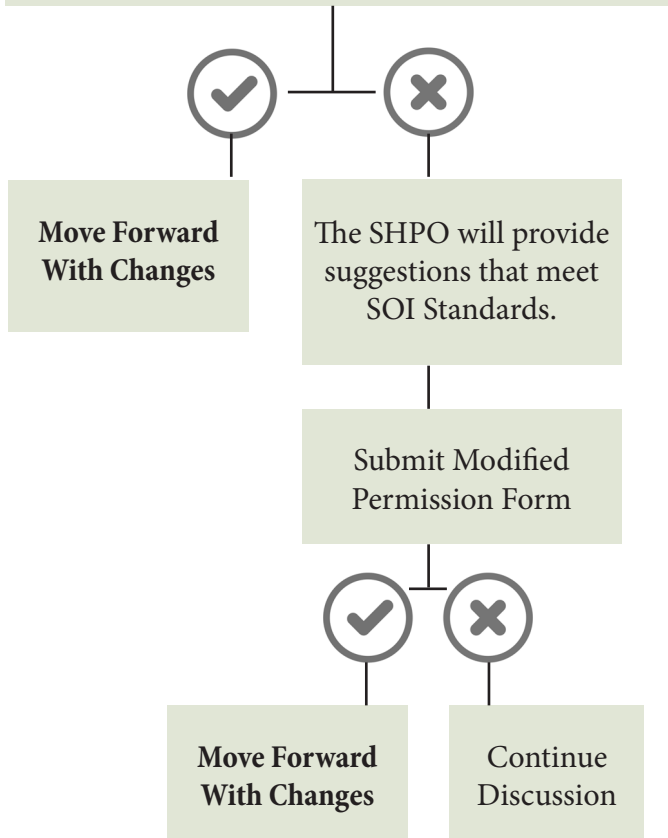 Move Forward
With Changes
The SHPO will provide
suggestions that meet
SOI Standards.
Submit Modified
Permission Form
Move Forward
With Changes
Continue
Discussion